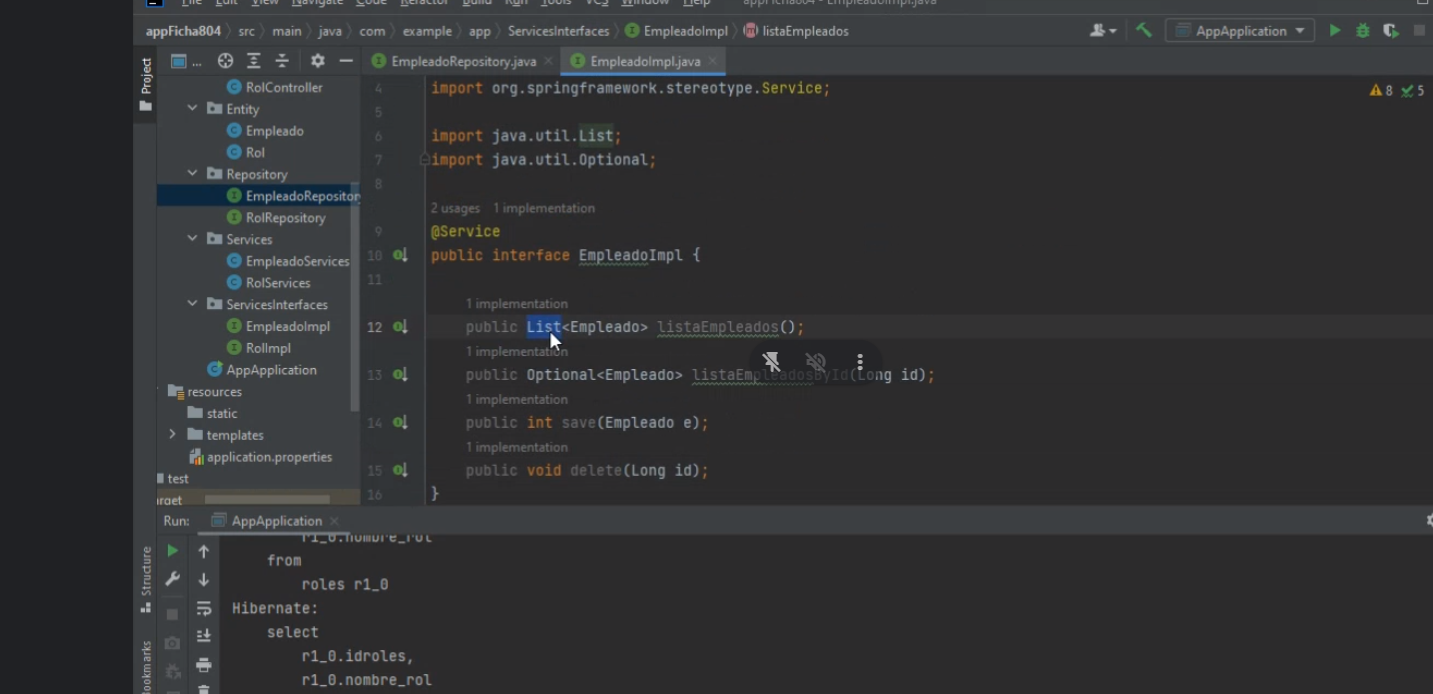 File Edit View Navigate Code Refactor Build Run Tools VCS Window Help appFicha804 - EmpleadoImpl.java
appFicha804 src main java com example app ServicesInterfaces EmpleadoImpl listaEmpleados AppApplication
Project
... EmpleadoRepository.java EmpleadoImpl.java
RolController
Entity
Empleado
Rol
Repository
EmpleadoRepository
RolRepository
Services
EmpleadoServices
RolServices
ServicesInterfaces
EmpleadoImpl
RolImpl
AppApplication
resources
static
templates
application.properties
test
arget
8 5
4 import org.springframework.stereotype.Service;
5
6 import java.util.List;
7 import java.util.Optional;
8
2 usages 1 implementation
9 @Service
10 public interface EmpleadoImpl {
11
1 implementation
12 public List<Empleado> listaEmpleados();
1 implementation
13 public Optional<Empleado> listaEmpleadosById(Long id);
1 implementation
14 public int save(Empleado e);
1 implementation
15 public void delete(Long id);
16 }
Run: AppApplication
r1_0.nombre_rol
from
roles r1_0
Hibernate:
select
r1_0.idroles,
r1_0.nombre_rol
Structure
ookmarks